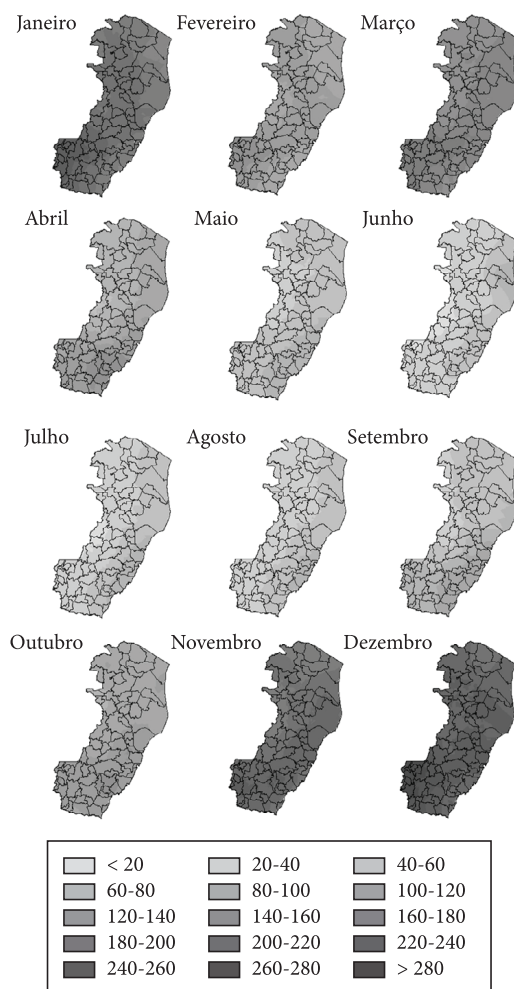 Janeiro Fevereiro Março
Abril Maio Junho
Julho Agosto Setembro
Outubro Novembro Dezembro
< 20 20-40 40-60
60-80 80-100 100-120
120-140 140-160 160-180
180-200 200-220 220-240
240-260 260-280 > 280